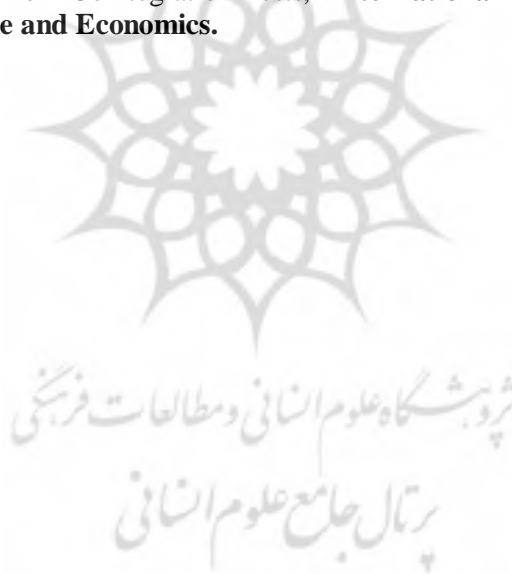 e and Economics.
پژوهشگاه علوم انسانی و مطالعات فرهنگی
پرتال جامع علوم انسانی